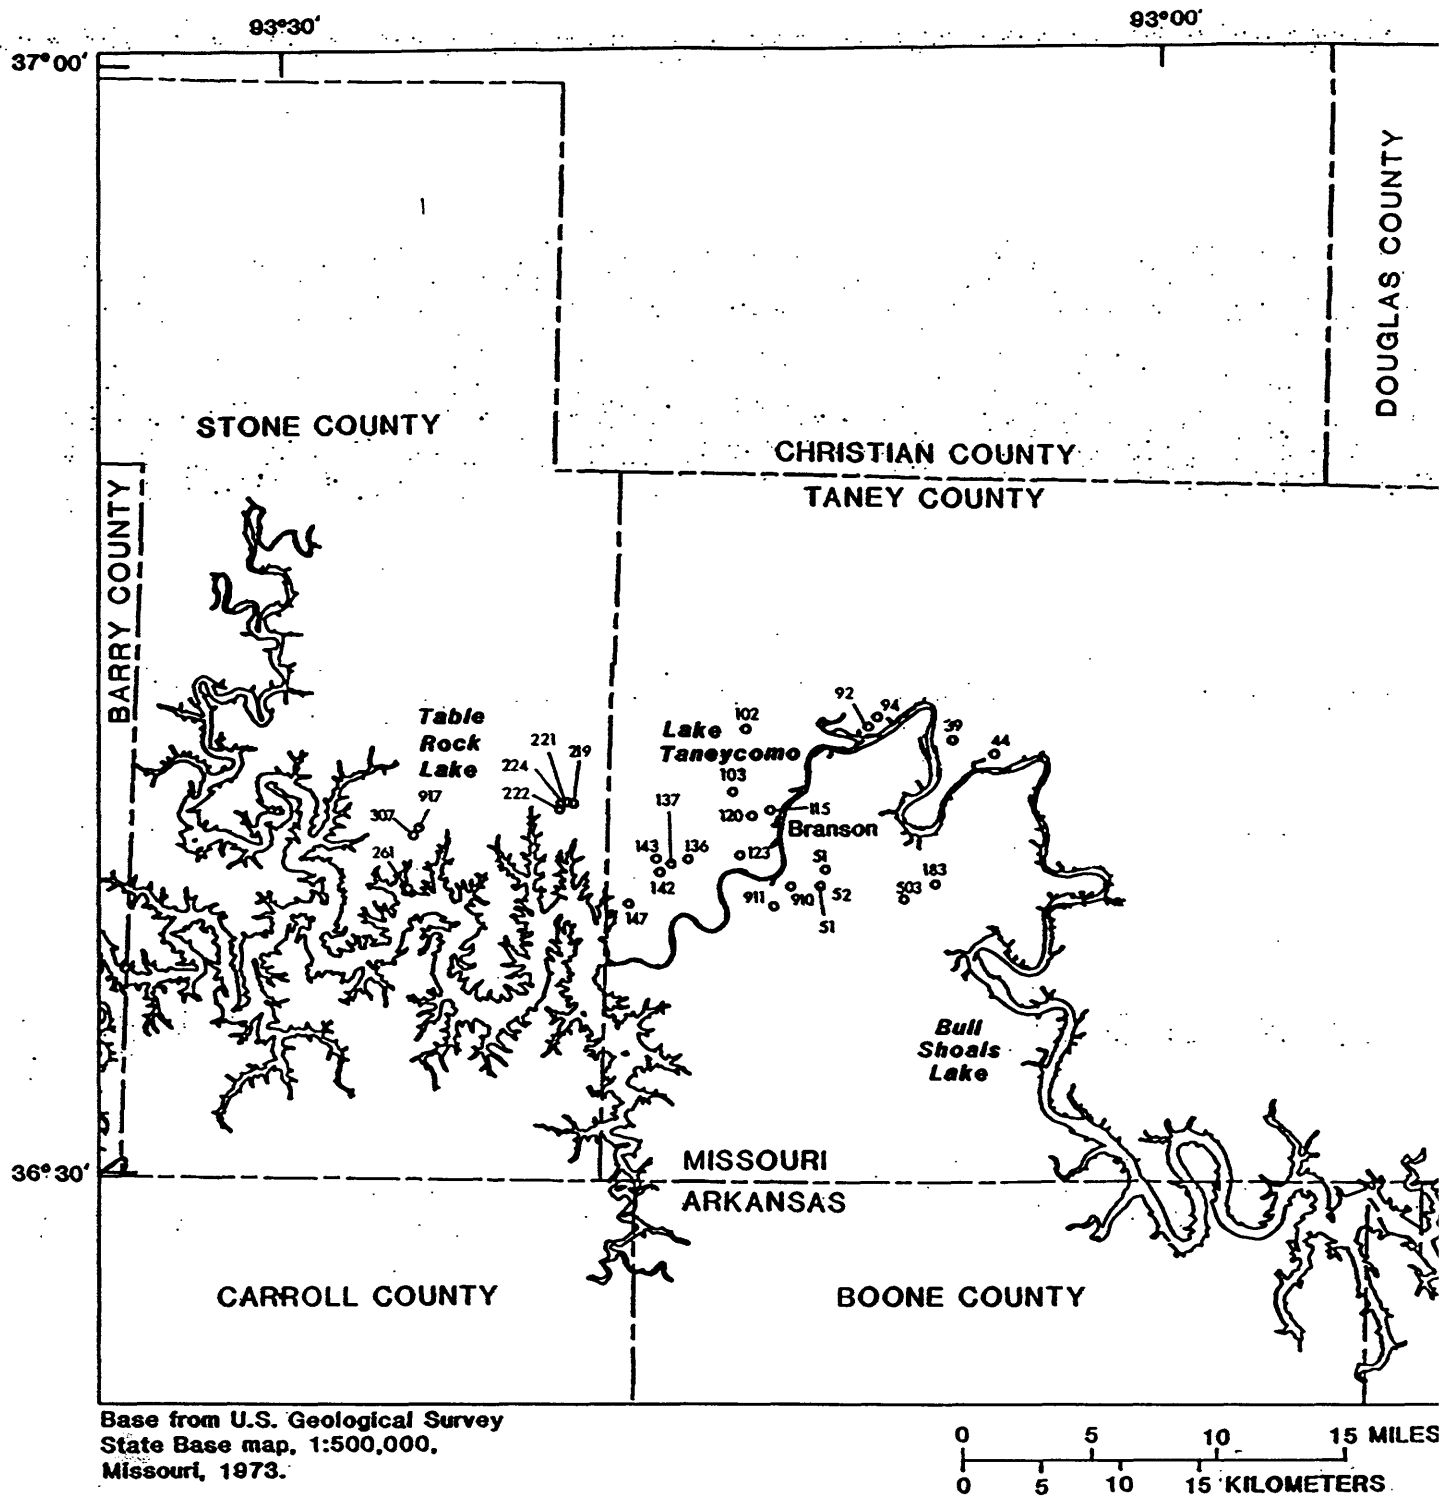 93°30'
93°00'
37°00'
DOUGLAS COUNTY
STONE COUNTY
CHRISTIAN COUNTY
TANEY COUNTY
BARRY COUNTY
Table
Rock
Lake
Lake
Taneycomo
92
94
102
39
44
221
219
224
222
103
137
917
307
120
115
Branson
261
143
136
123
51
142
183
503
911
910
52
147
51
Bull
Shoals
Lake
36°30'
MISSOURI
ARKANSAS
CARROLL COUNTY
BOONE COUNTY
Base from U.S. Geological Survey
State Base map, 1:500,000,
Missouri, 1973.
0 5 10 15 MILES
0 5 10 15 KILOMETERS